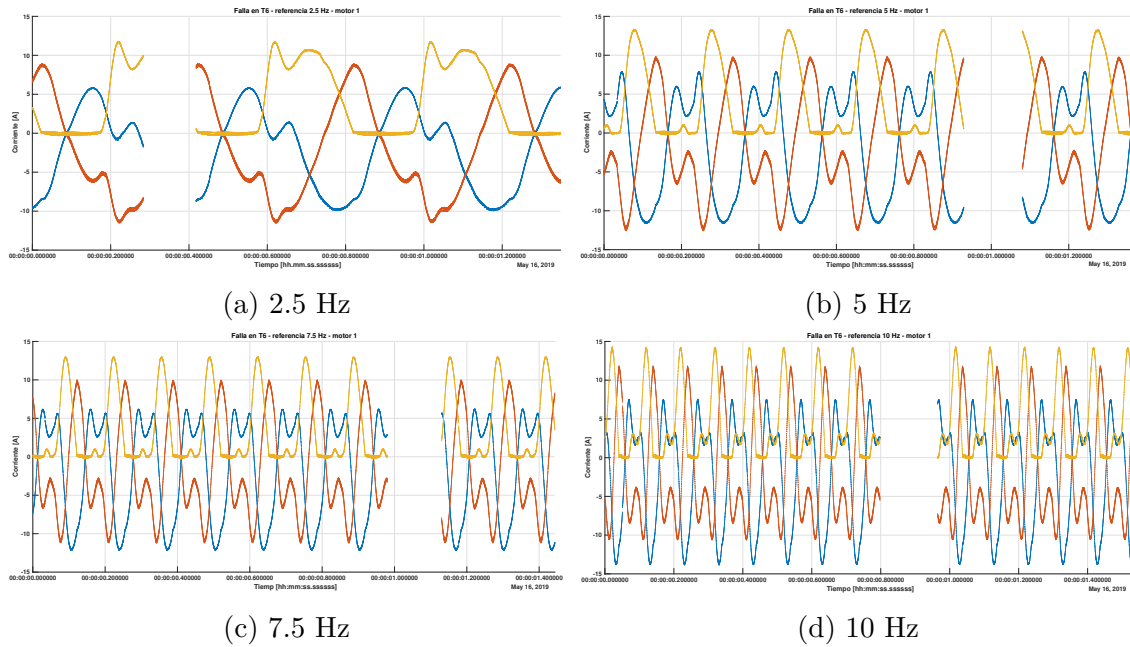 Falla en T6 - referencia 2.5 Hz - motor 1
Corriente [A]
15
10
5
0
-5
-10
-15
00:00:00.000000 00:00:00.200000 00:00:00.400000 00:00:00.600000 00:00:00.800000 00:00:01.000000 00:00:01.200000
Tiempo [hh:mm:ss.ssssss]
May 16, 2019
(a) 2.5 Hz
Falla en T6 - referencia 5 Hz - motor 1
Corriente [A]
15
10
5
0
-5
-10
-15
00:00:00.000000 00:00:00.200000 00:00:00.400000 00:00:00.600000 00:00:00.800000 00:00:01.000000 00:00:01.200000
Tiempo [hh:mm:ss.ssssss]
May 16, 2019
(b) 5 Hz
Falla en T6 - referencia 7.5 Hz - motor 1
Corriente [A]
15
10
5
0
-5
-10
-15
00:00:00.000000 00:00:00.200000 00:00:00.400000 00:00:00.600000 00:00:00.800000 00:00:01.000000 00:00:01.200000 00:00:01.400000
Tiemp [hh:mm:ss.ssssss]
May 16, 2019
(c) 7.5 Hz
Falla en T6 - referencia 10 Hz - motor 1
Corriente [A]
15
10
5
0
-5
-10
-15
00:00:00.000000 00:00:00.200000 00:00:00.400000 00:00:00.600000 00:00:00.800000 00:00:01.000000 00:00:01.200000 00:00:01.400000
Tiempo [hh:mm:ss.ssssss]
May 16, 2019
(d) 10 Hz